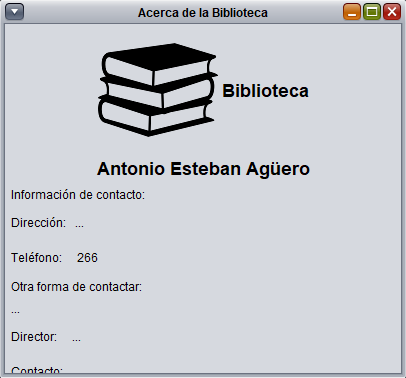 Acerca de la Biblioteca
Biblioteca
Antonio Esteban Agüero
Información de contacto:
Dirección: ...
Teléfono: 266
Otra forma de contactar:
...
Director: ...
Contacto: